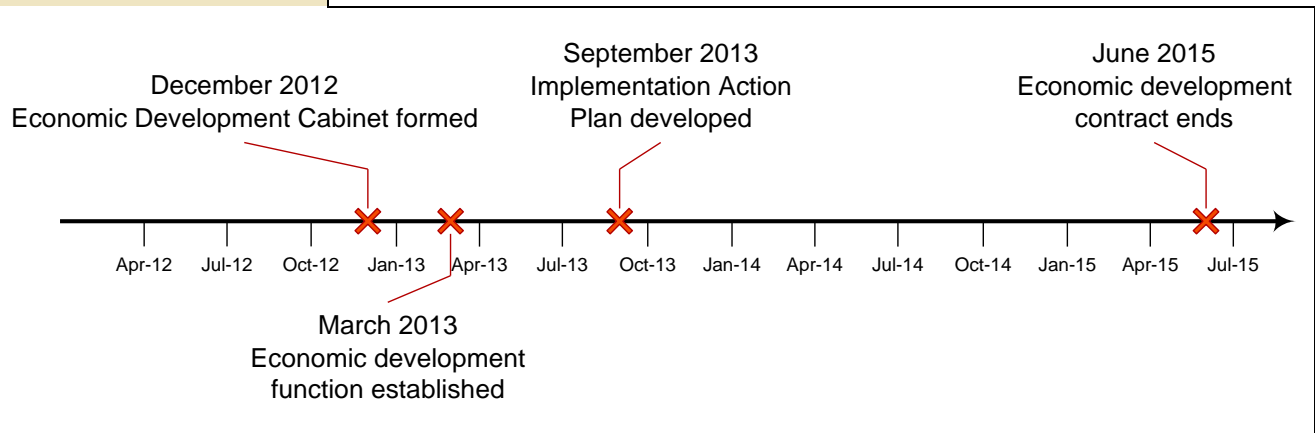 December 2012
Economic Development Cabinet formed
September 2013
Implementation Action
Plan developed
June 2015
Economic development
contract ends
Apr-12 Jul-12 Oct-12 Jan-13 Apr-13 Jul-13 Oct-13 Jan-14 Apr-14 Jul-14 Oct-14 Jan-15 Apr-15 Jul-15
March 2013
Economic development
function established